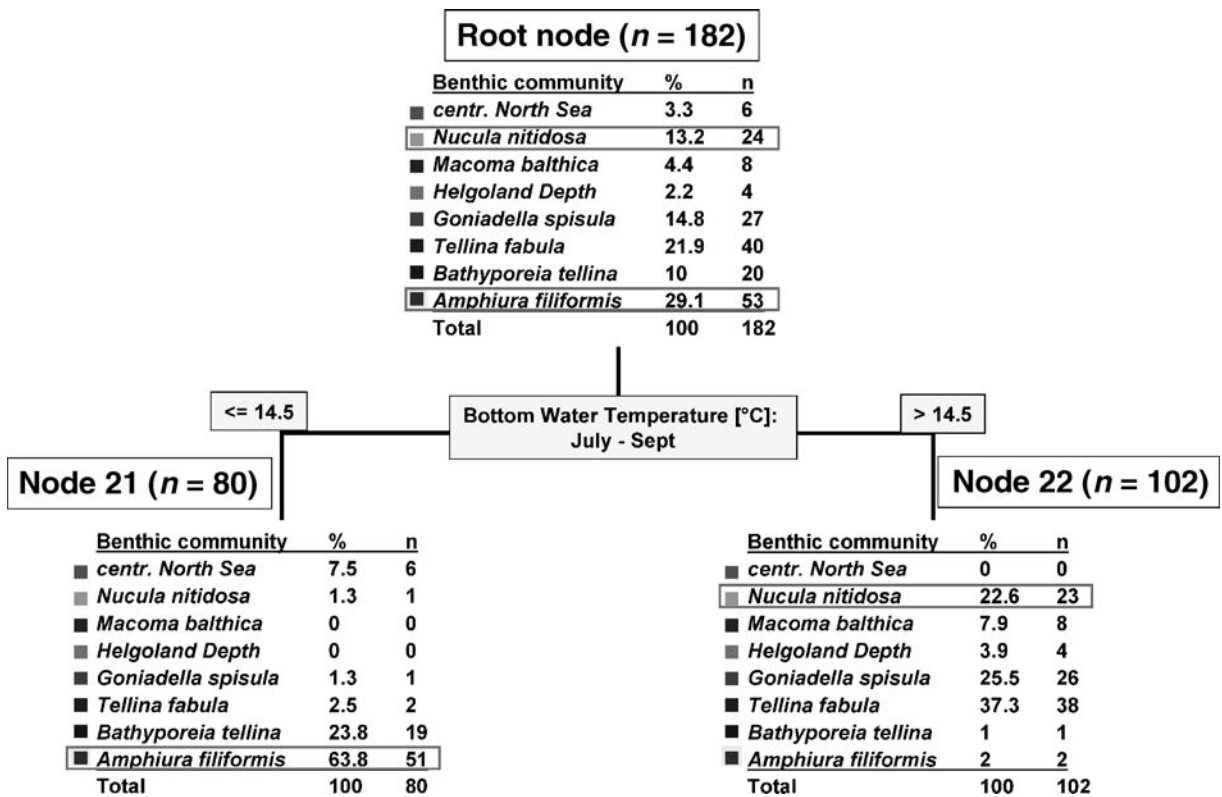 Root node (n = 182)
Benthic community % n
centr. North Sea 3.3 6
Nucula nitidosa 13.2 24
Macoma balthica 4.4 8
Helgoland Depth 2.2 4
Goniadella spisula 14.8 27
Tellina fabula 21.9 40
Bathyporeia tellina 10 20
Amphiura filiformis 29.1 53
Total 100 182
<= 14.5
Bottom Water Temperature [°C]:
July - Sept
> 14.5
Node 21 (n = 80)
Benthic community % n
centr. North Sea 7.5 6
Nucula nitidosa 1.3 1
Macoma balthica 0 0
Helgoland Depth 0 0
Goniadella spisula 1.3 1
Tellina fabula 2.5 2
Bathyporeia tellina 23.8 19
Amphiura filiformis 63.8 51
Total 100 80
Node 22 (n = 102)
Benthic community % n
centr. North Sea 0 0
Nucula nitidosa 22.6 23
Macoma balthica 7.9 8
Helgoland Depth 3.9 4
Goniadella spisula 25.5 26
Tellina fabula 37.3 38
Bathyporeia tellina 1 1
Amphiura filiformis 2 2
Total 100 102